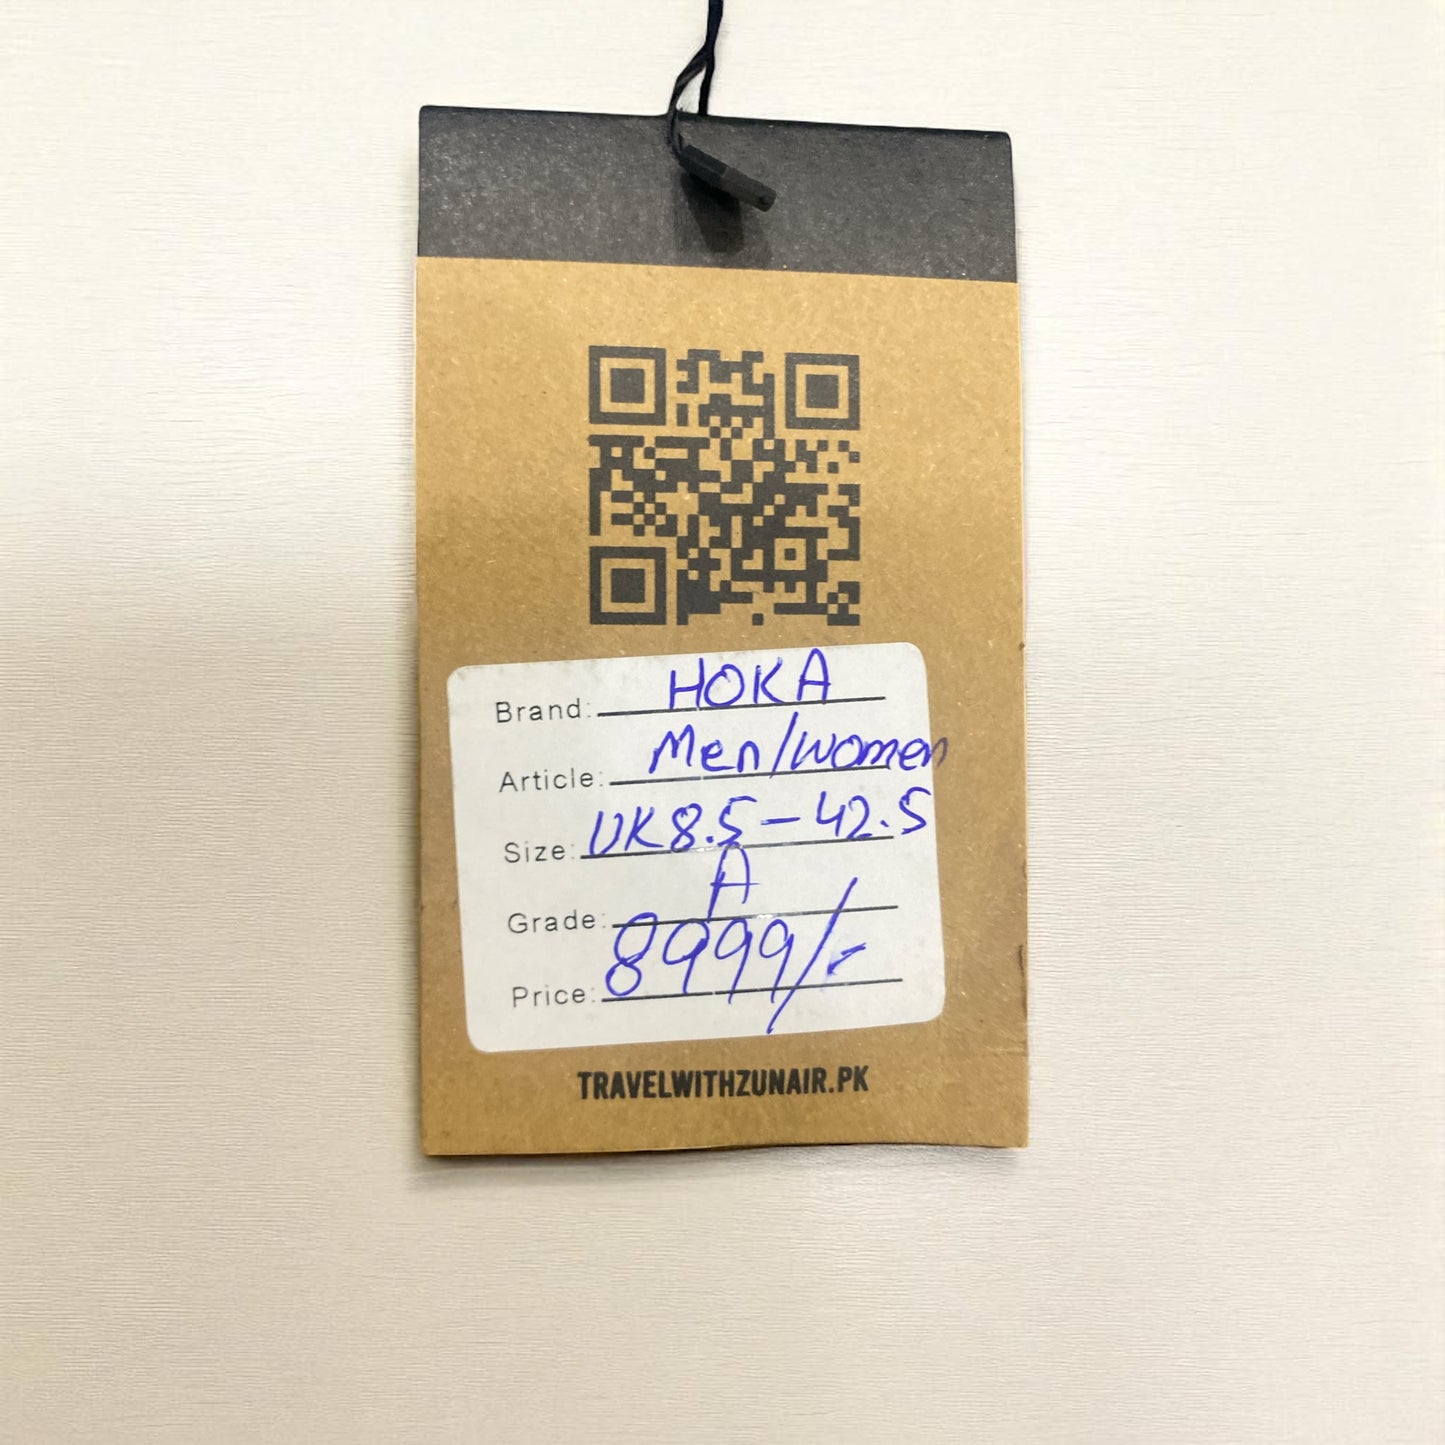 Brand: HOKA
Article: Men/women
Size: UK8.5-42.5
Grade: A
Price: 8999/-
TRAVELWITHZUNAIR.PK